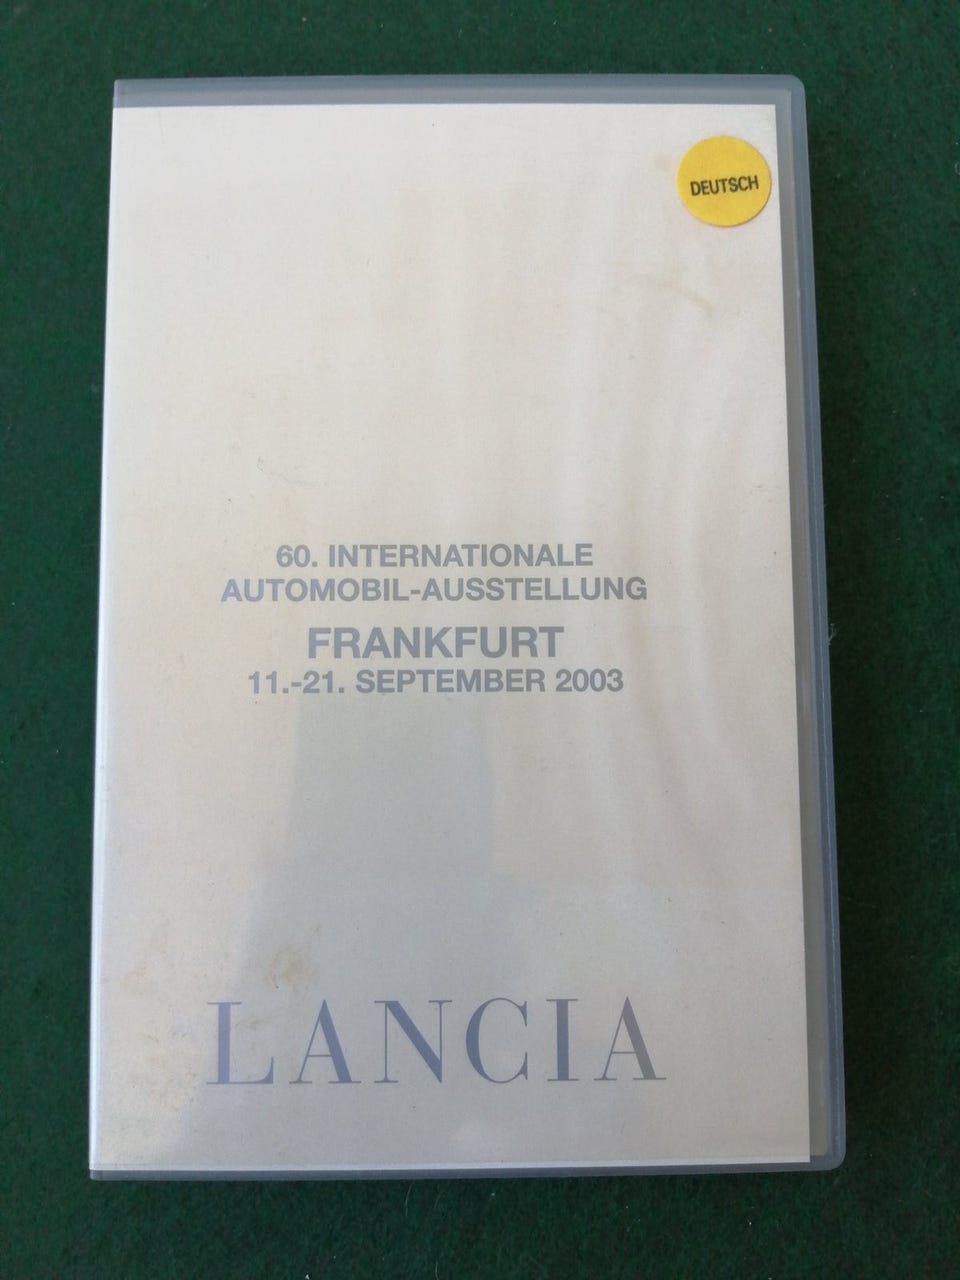 DEUTSCH
60. INTERNATIONALE
AUTOMOBIL-AUSSTELLUNG
FRANKFURT
11.-21. SEPTEMBER 2003
LANCIA